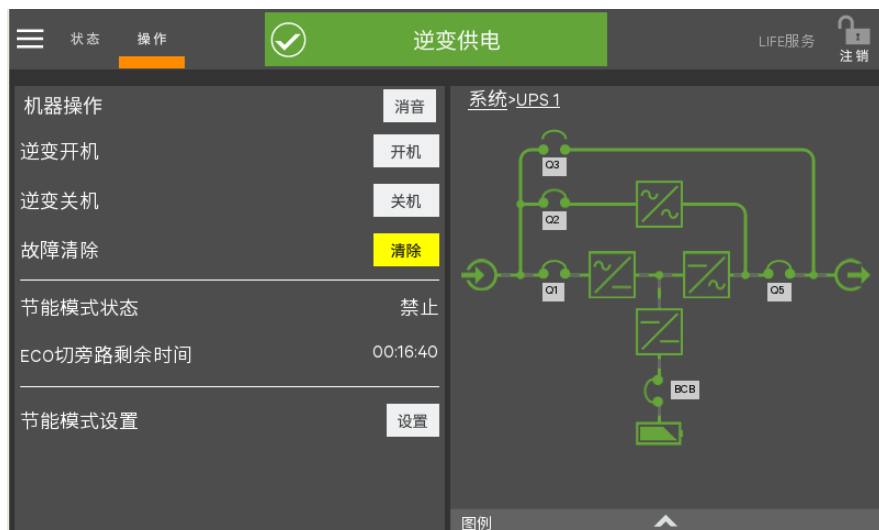 状态 操作 逆变供电 LIFE服务 注销
机器操作 消音
逆变开机 开机
逆变关机 关机
故障清除 清除
节能模式状态 禁止
ECO切旁路剩余时间 00:16:40
节能模式设置 设置
系统>UPS 1
Q3
Q2
Q1
Q5
BCB
图例